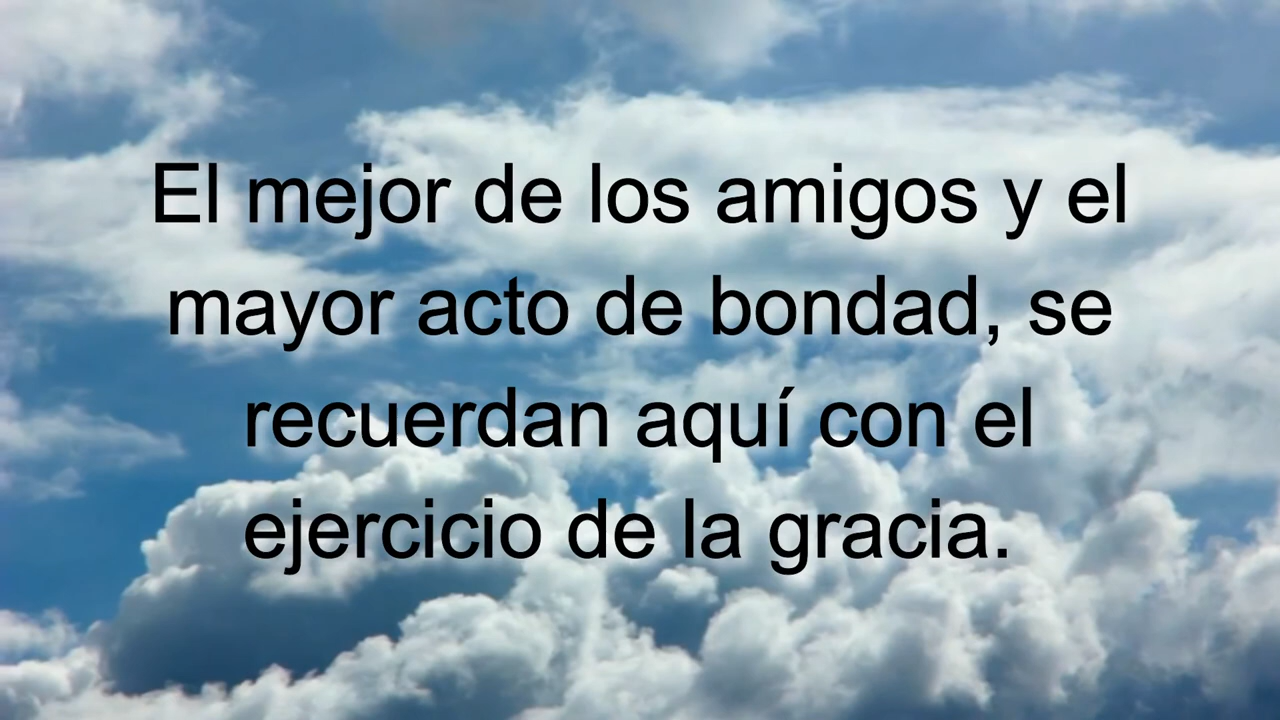 El mejor de los amigos y el
mayor acto de bondad, se
recuerdan aquí con el
ejercicio de la gracia.